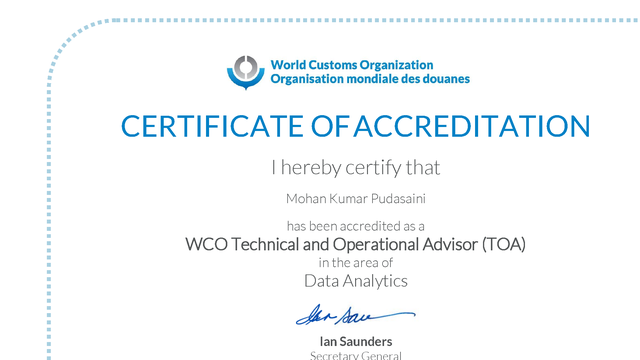 World Customs Organization
Organisation mondiale des douanes
CERTIFICATE OF ACCREDITATION
I hereby certify that
Mohan Kumar Pudasaini
has been accredited as a
WCO Technical and Operational Advisor (TOA)
in the area of
Data Analytics
Ian Saunders
Secretary General